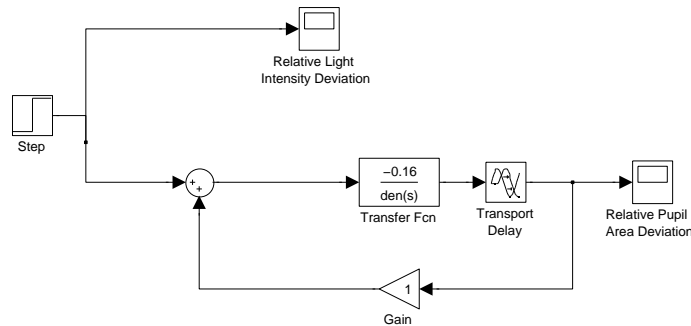 Relative Light
Intensity Deviation
Step
+
+
−0.16
den(s)
Transfer Fcn
Transport
Delay
Relative Pupil
Area Deviation
1
Gain